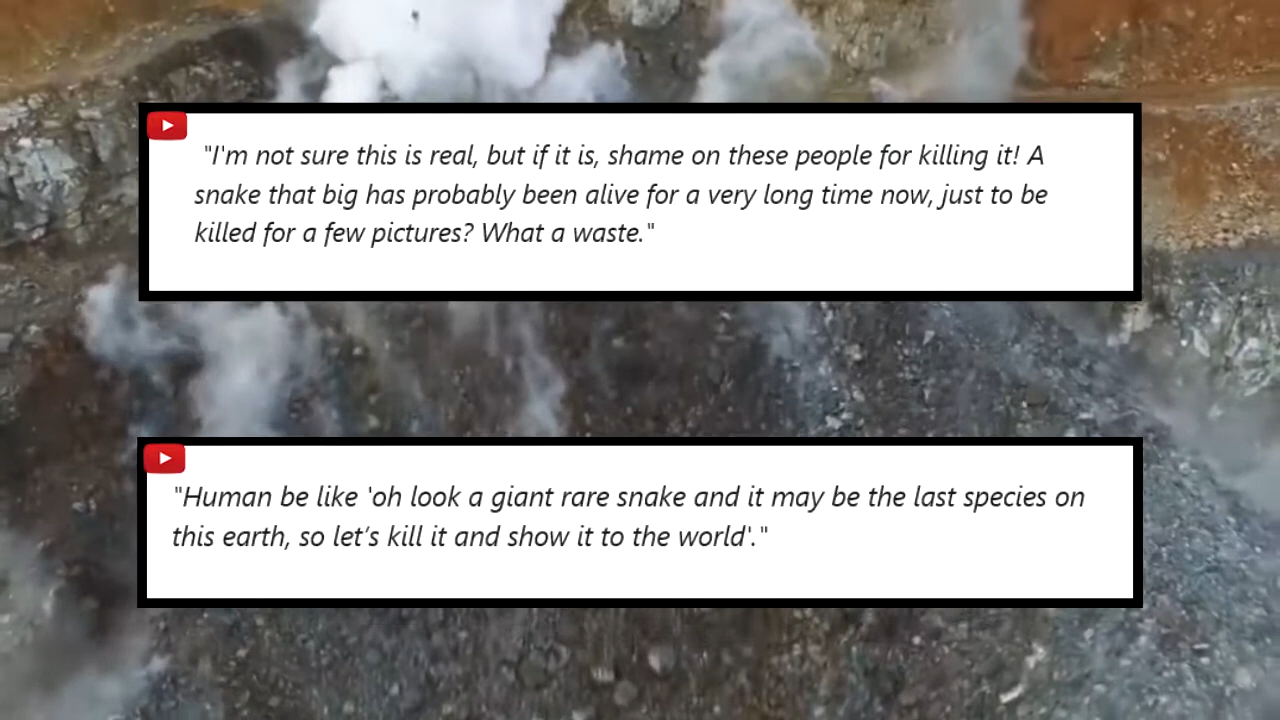 "I'm not sure this is real, but if it is, shame on these people for killing it! A
snake that big has probably been alive for a very long time now, just to be
killed for a few pictures? What a waste."
"Human be like 'oh look a giant rare snake and it may be the last species on
this earth, so let’s kill it and show it to the world'."